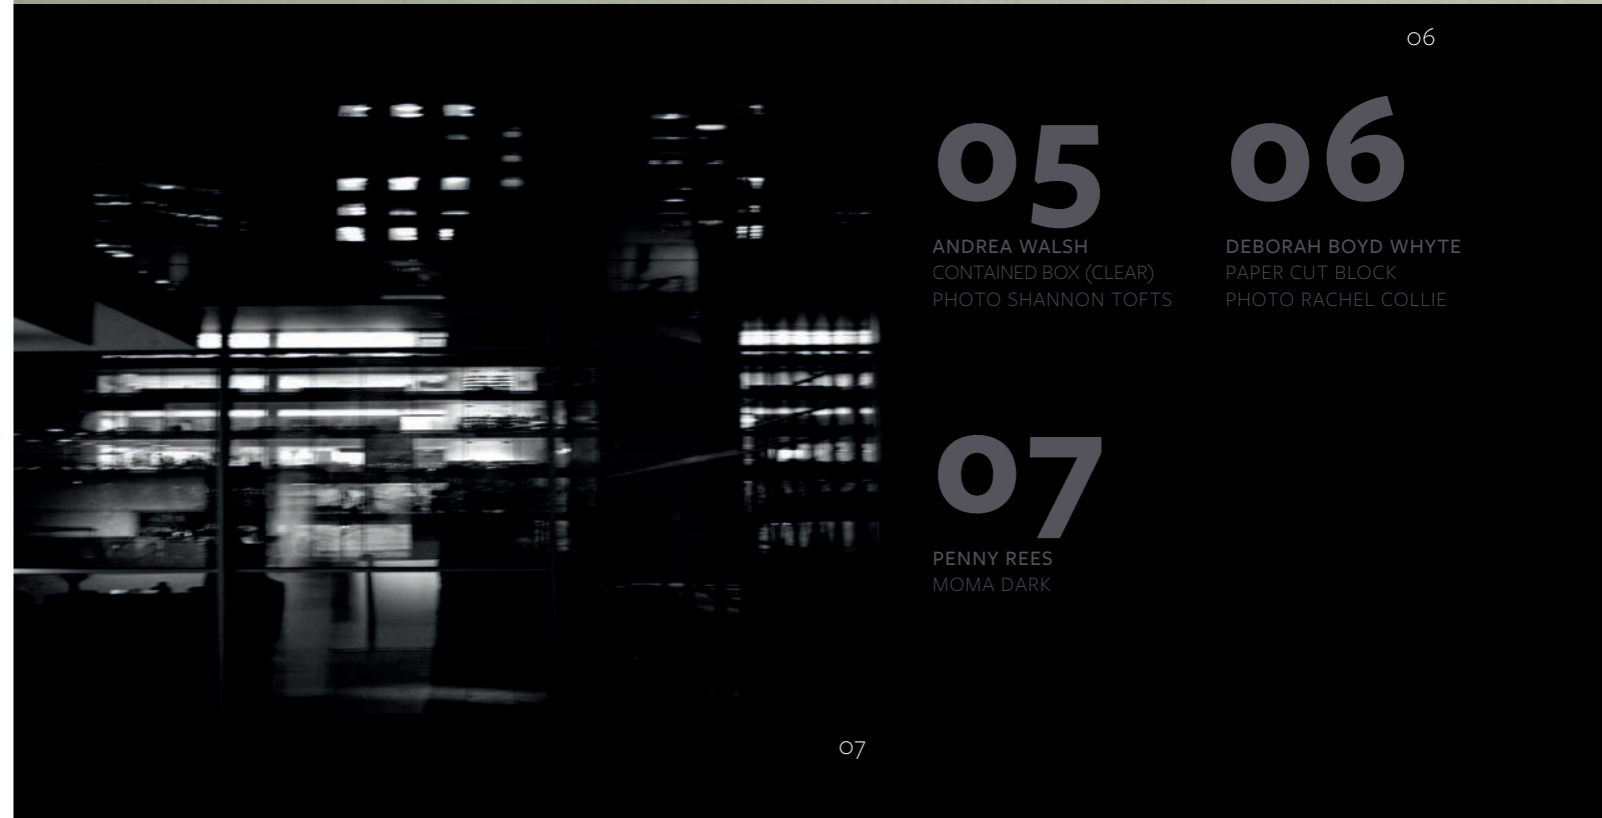 06
05
ANDREA WALSH
CONTAINED BOX (CLEAR)
PHOTO SHANNON TOFTS
06
DEBORAH BOYD WHYTE
PAPER CUT BLOCK
PHOTO RACHEL COLLIE
07
PENNY REES
MOMA DARK
07